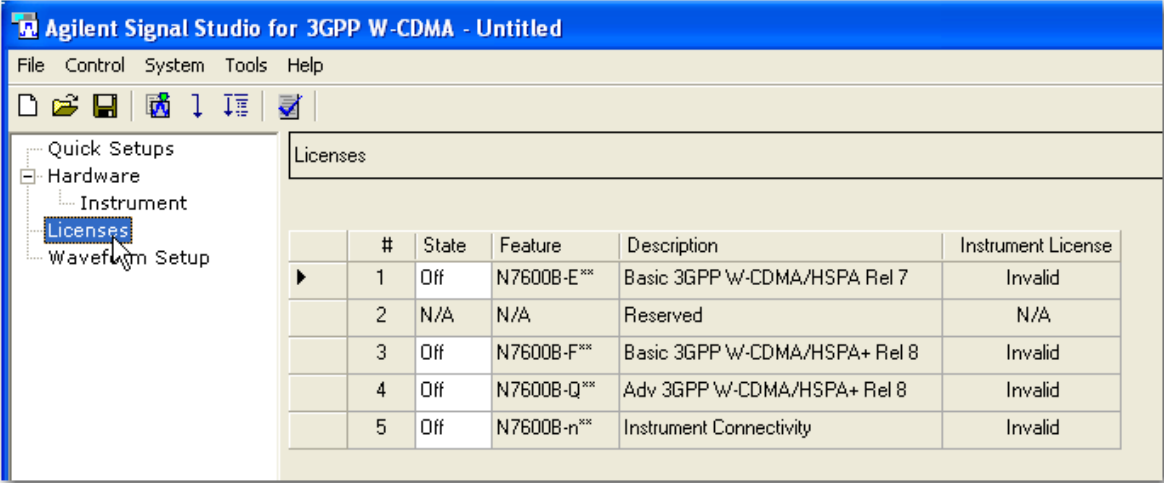 Agilent Signal Studio for 3GPP W-CDMA - Untitled
File Control System Tools Help
Quick Setups
Hardware
Instrument
Licenses
Waveform Setup
Licenses
# State Feature Description Instrument License
1 Off N7600B-E** Basic 3GPP W-CDMA/HSPA Rel 7 Invalid
2 N/A N/A Reserved N/A
3 Off N7600B-F** Basic 3GPP W-CDMA/HSPA+ Rel 8 Invalid
4 Off N7600B-Q** Adv 3GPP W-CDMA/HSPA+ Rel 8 Invalid
5 Off N7600B-n** Instrument Connectivity Invalid